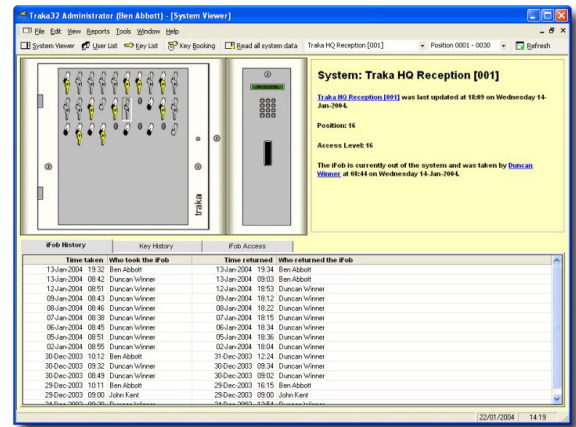 Traka32 Administrator (Ben Abbott) - [System Viewer]
File Edit View Reports Tools Window Help
System Viewer User List Key List Key Booking Read all system data Traka HQ Reception [001] Position 0001 - 0030 Refresh
System: Traka HQ Reception [001]
Traka HQ Reception [001] was last updated at 18:09 on Wednesday 14-
Jan-2004.
Position: 16
Access Level: 16
The iFob is currently out of the system and was taken by Duncan
Winner at 08:44 on Wednesday 14-Jan-2004.
traka
iFob History Key History iFob Access
Time taken Who took the iFob Time returned Who returned the iFob
13-Jan-2004 19:32 Ben Abbott 13-Jan-2004 19:34 Ben Abbott
13-Jan-2004 08:42 Duncan Winner 13-Jan-2004 09:03 Ben Abbott
12-Jan-2004 08:51 Duncan Winner 12-Jan-2004 18:53 Duncan Winner
09-Jan-2004 08:43 Duncan Winner 09-Jan-2004 18:12 Duncan Winner
08-Jan-2004 08:46 Duncan Winner 08-Jan-2004 18:22 Duncan Winner
07-Jan-2004 08:38 Duncan Winner 07-Jan-2004 18:15 Duncan Winner
06-Jan-2004 08:45 Duncan Winner 06-Jan-2004 18:34 Duncan Winner
05-Jan-2004 08:51 Duncan Winner 05-Jan-2004 18:36 Duncan Winner
02-Jan-2004 08:55 Duncan Winner 02-Jan-2004 18:04 Duncan Winner
30-Dec-2003 10:12 Ben Abbott 31-Dec-2003 12:24 Duncan Winner
30-Dec-2003 09:32 Duncan Winner 30-Dec-2003 09:34 Duncan Winner
30-Dec-2003 08:49 Duncan Winner 30-Dec-2003 09:02 Duncan Winner
29-Dec-2003 10:11 Ben Abbott 29-Dec-2003 16:15 Ben Abbott
29-Dec-2003 09:00 John Kent 29-Dec-2003 09:00 John Kent
22/01/2004 14:19